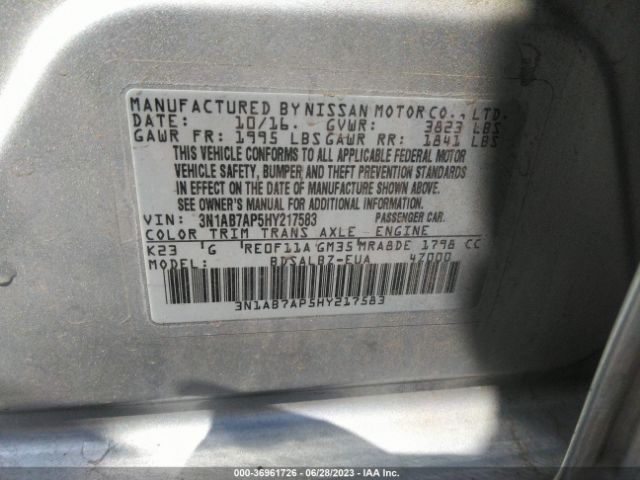 MANUFACTURED BY NISSAN MOTOR CO., LTD.
DATE: 10/16. GVWR: 3823 LBS
GAWR FR: 1995 LBS GAWR RR: 1841 LBS
THIS VEHICLE CONFORMS TO ALL APPLICABLE FEDERAL MOTOR
VEHICLE SAFETY, BUMPER AND THEFT PREVENTION STANDARDS
IN EFFECT ON THE DATE OF MANUFACTURE SHOWN ABOVE.
SEE OWNER'S MANUAL FOR ADDITIONAL INFORMATION.
VIN: 3N1AB7AP5HY217583 PASSENGER CAR.
COLOR TRIM TRANS AXLE ENGINE
K23 G RE0F11A GM35 MRA8DE 1798 CC
MODEL: BDSALBZ-EUA 4Z000
3N1AB7AP5HY217583
000-36961726 - 06/28/2023 - IAA Inc.